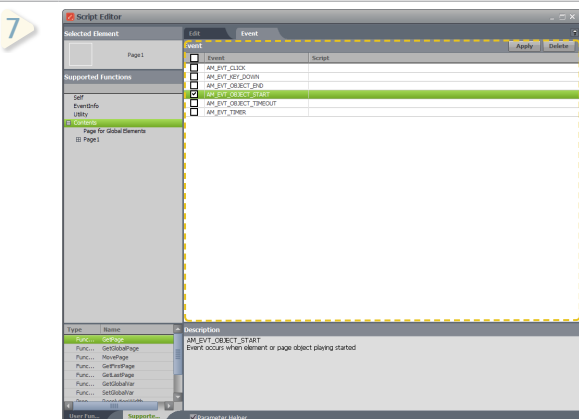 7
Script Editor
Selected Element
Page1
Supported Functions
Self
EventInfo
Utility
Contents
Page for Global Elements
Page1
Edit Event
Event Apply Delete
Event Script
AM_EVT_CLICK
AM_EVT_KEY_DOWN
AM_EVT_OBJECT_END
AM_EVT_OBJECT_START
AM_EVT_OBJECT_TIMEOUT
AM_EVT_TIMER
Type Name
Func... GetPage
Func... GetGlobalPage
Func... MovePage
Func... GetFirstPage
Func... GetLastPage
Func... GetGlobalVar
Func... SetGlobalVar
Description
AM_EVT_OBJECT_START
Event occurs when element or page object playing started
User Fun... Supporte... Parameter Helper